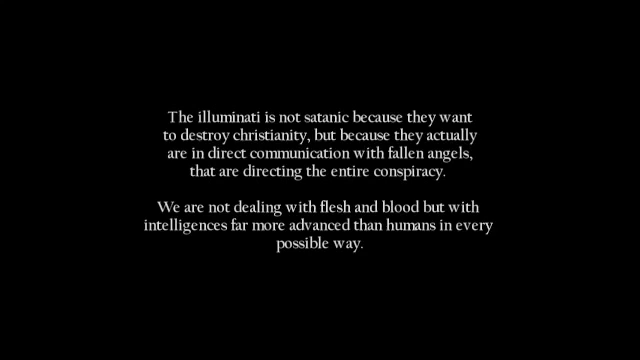 The illuminati is not satanic because they want
to destroy christianity, but because they actually
are in direct communication with fallen angels,
that are directing the entire conspiracy.
We are not dealing with flesh and blood but with
intelligences far more advanced than humans in every
possible way.